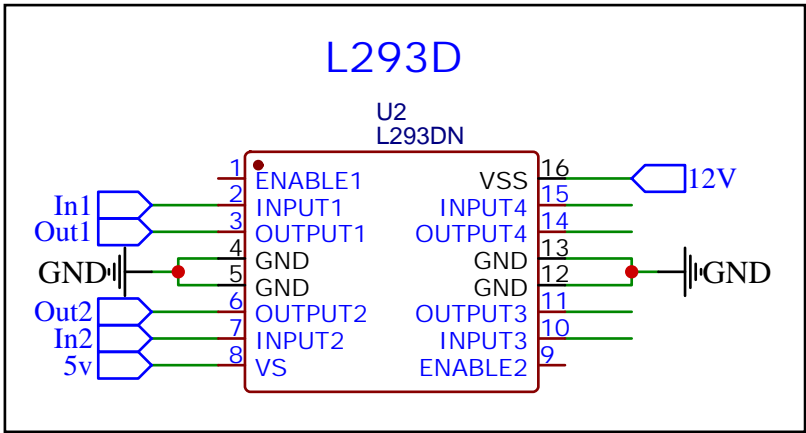 L293D
U2
L293DN
1 ENABLE1
In1 2 INPUT1
Out1 3 OUTPUT1
4 GND
GND
5 GND
Out2 6 OUTPUT2
In2 7 INPUT2
5v 8 VS
VSS 16 12V
INPUT4 15
OUTPUT4 14
GND 13
GND
GND 12
OUTPUT3 11
INPUT3 10
ENABLE2 9